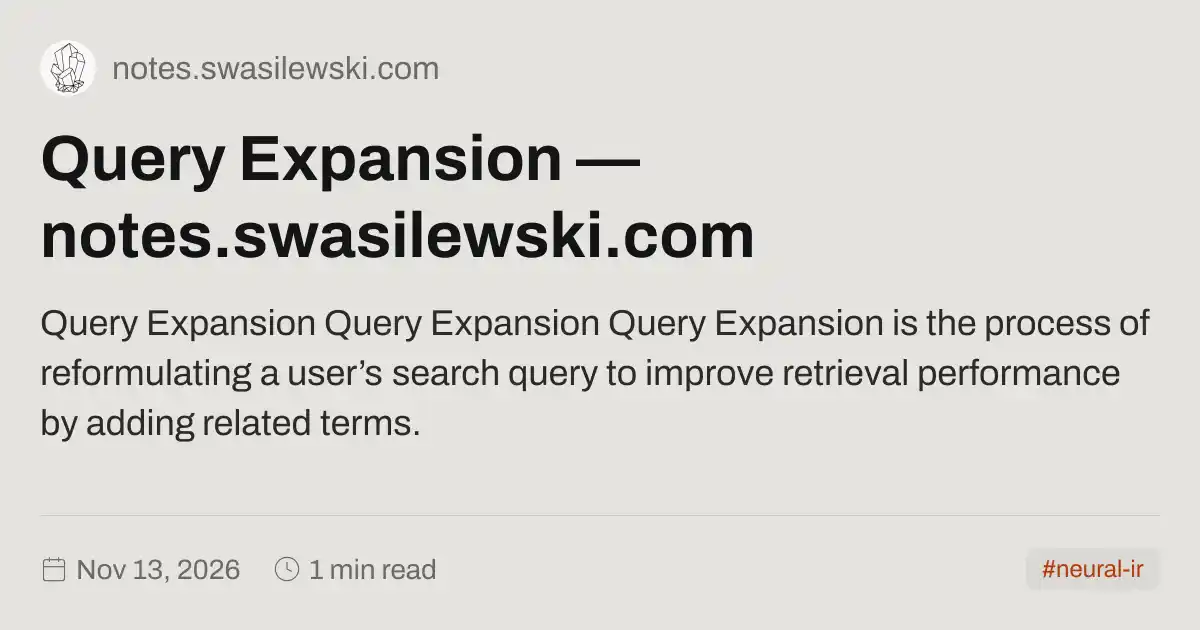 notes.swasilewski.com
Query Expansion —
notes.swasilewski.com
Query Expansion Query Expansion Query Expansion is the process of
reformulating a user’s search query to improve retrieval performance
by adding related terms.
Nov 13, 2026 1 min read #neural-ir